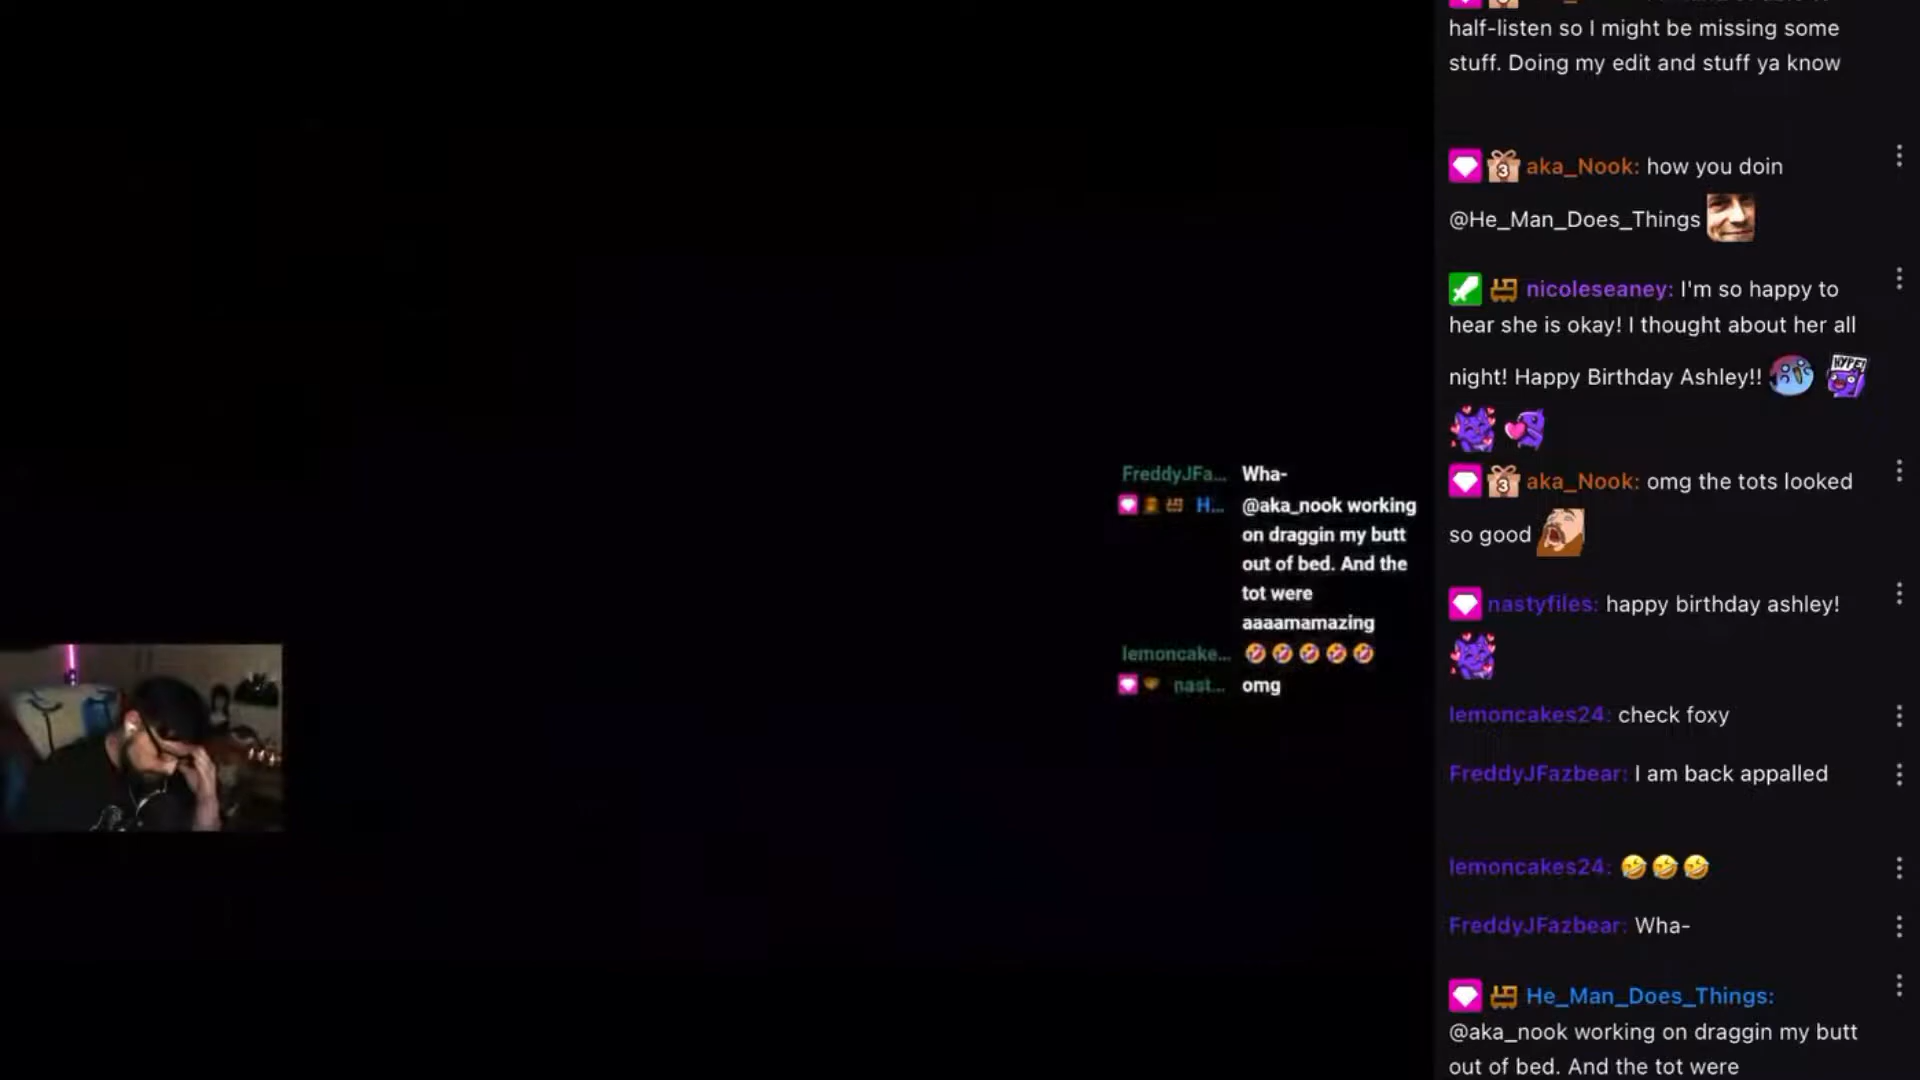 half-listen so I might be missing some
stuff. Doing my edit and stuff ya know
3 aka_Nook: how you doin
@He_Man_Does_Things
nicoleseaney: I'm so happy to
hear she is okay! I thought about her all
night! Happy Birthday Ashley!! HYPE!
3 aka_Nook: omg the tots looked
so good
nastyfiles: happy birthday ashley!
lemoncakes24: check foxy
FreddyJFazbear: I am back appalled
lemoncakes24: 🤣🤣🤣
FreddyJFazbear: Wha-
He_Man_Does_Things:
@aka_nook working on draggin my butt
out of bed. And the tot were
FreddyJFa... Wha-
H... @aka_nook working
on draggin my butt
out of bed. And the
tot were
aaaamamazing
lemoncake... 🤣🤣🤣🤣🤣
nast... omg